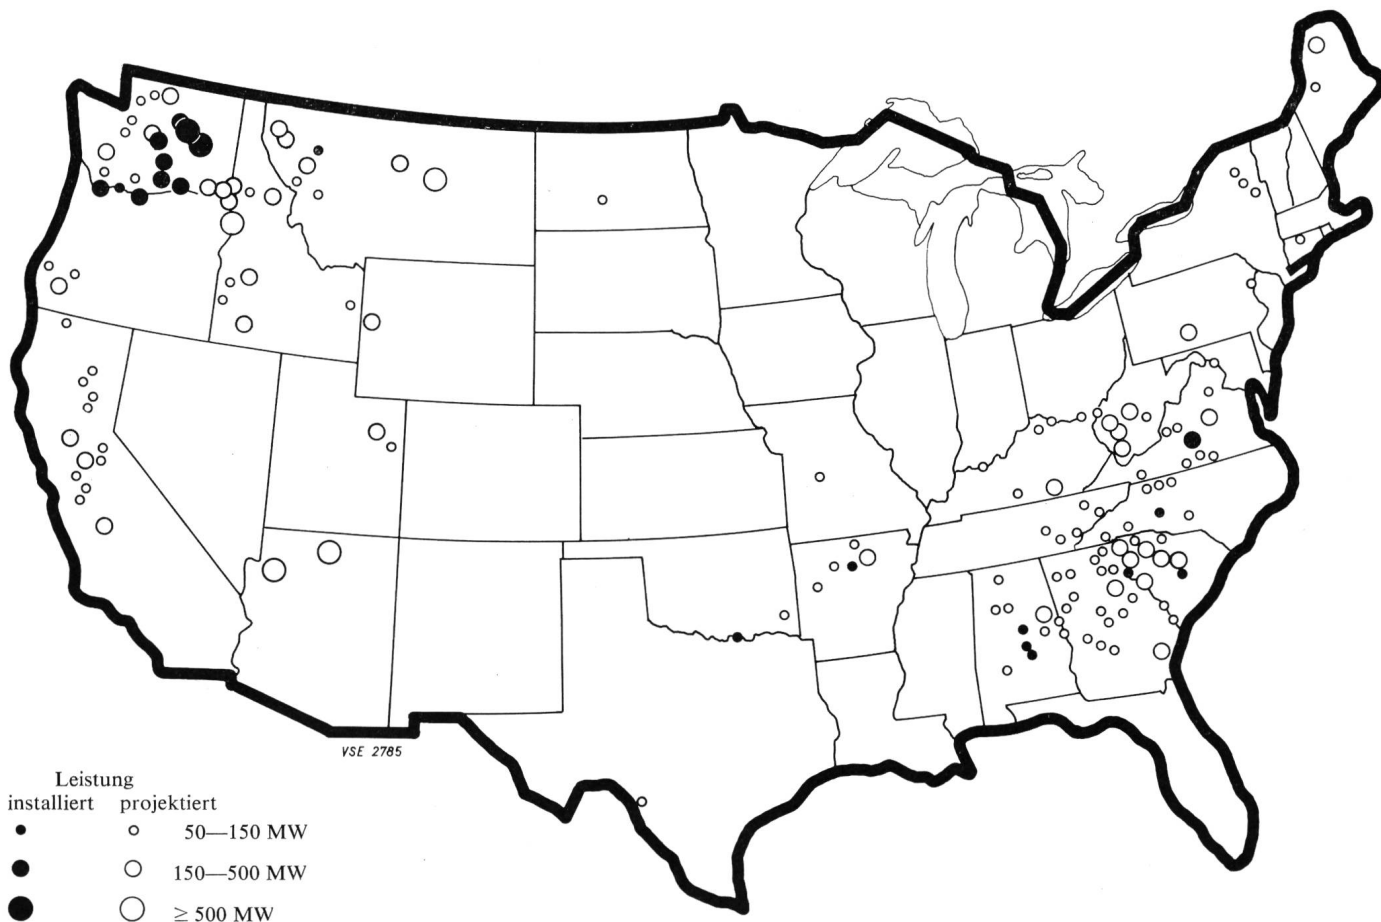 VSE 2785
Leistung
installiert projektiert
50—150 MW
150—500 MW
≥ 500 MW